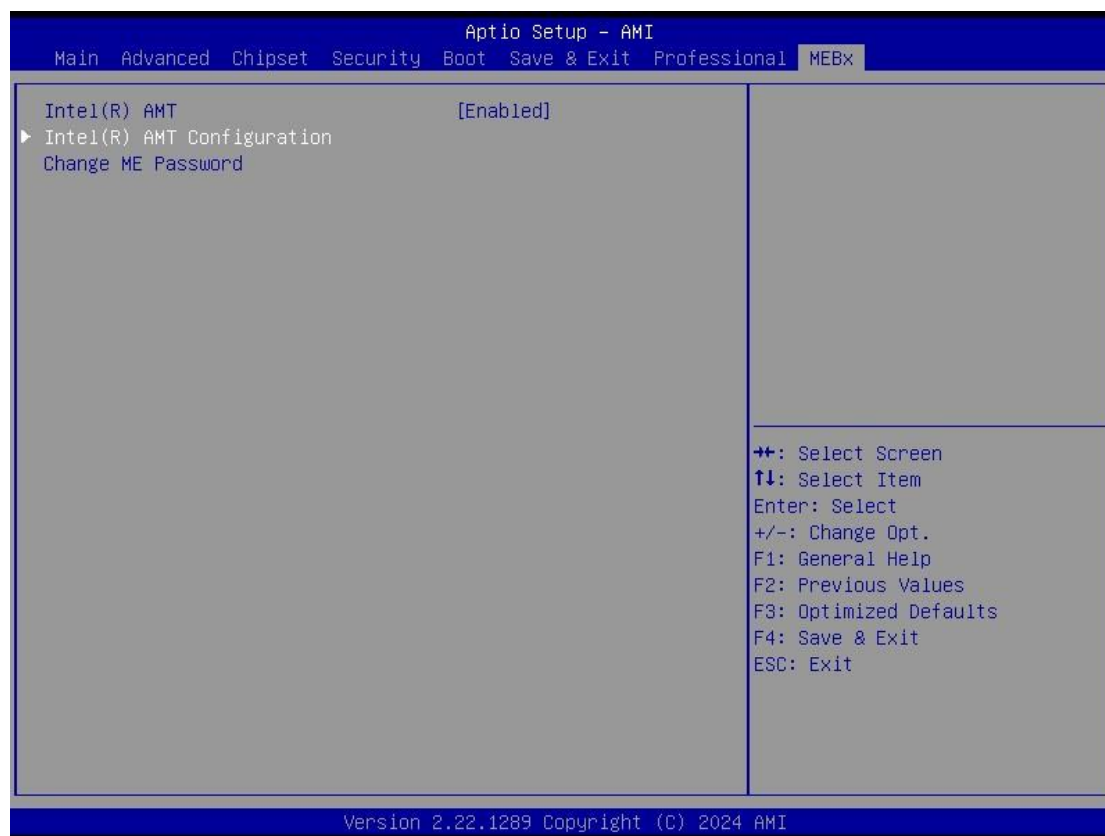 Aptio Setup - AMI
Main Advanced Chipset Security Boot Save & Exit Professional MEBx
Intel(R) AMT [Enabled]
Intel(R) AMT Configuration
Change ME Password
→←: Select Screen
↑↓: Select Item
Enter: Select
+/-: Change Opt.
F1: General Help
F2: Previous Values
F3: Optimized Defaults
F4: Save & Exit
ESC: Exit
Version 2.22.1289 Copyright (C) 2024 AMI